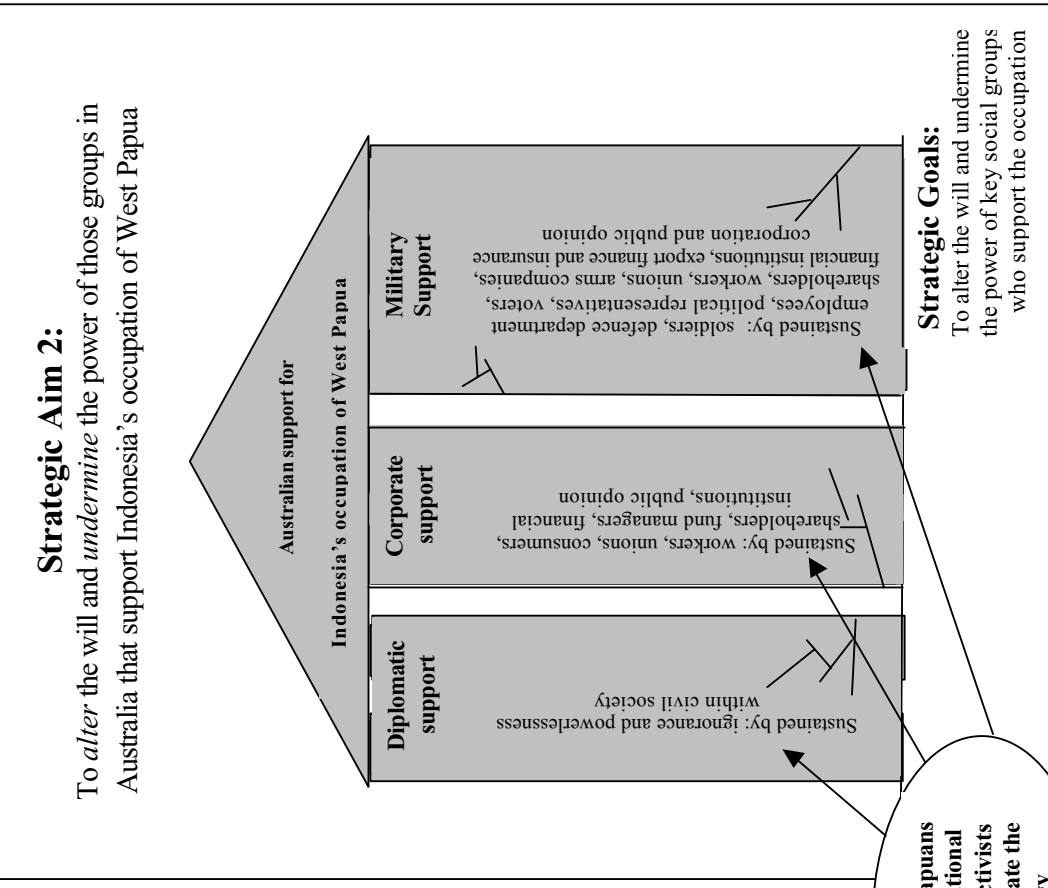 Strategic Aim 2:
To alter the will and undermine the power of those groups in
Australia that support Indonesia's occupation of West Papua
Australian support for
Indonesia's occupation of West Papua
Diplomatic
support
Sustained by: ignorance and powerlessness
within civil society
Corporate
support
Sustained by: workers, unions, consumers,
shareholders, fund managers, financial
institutions, public opinion
Military
Support
Sustained by: soldiers, defence department
employees, political representatives, voters,
shareholders, workers, unions, arms companies,
financial institutions, export finance and insurance
corporation and public opinion
Strategic Goals:
To alter the will and undermine
the power of key social groups
who support the occupation